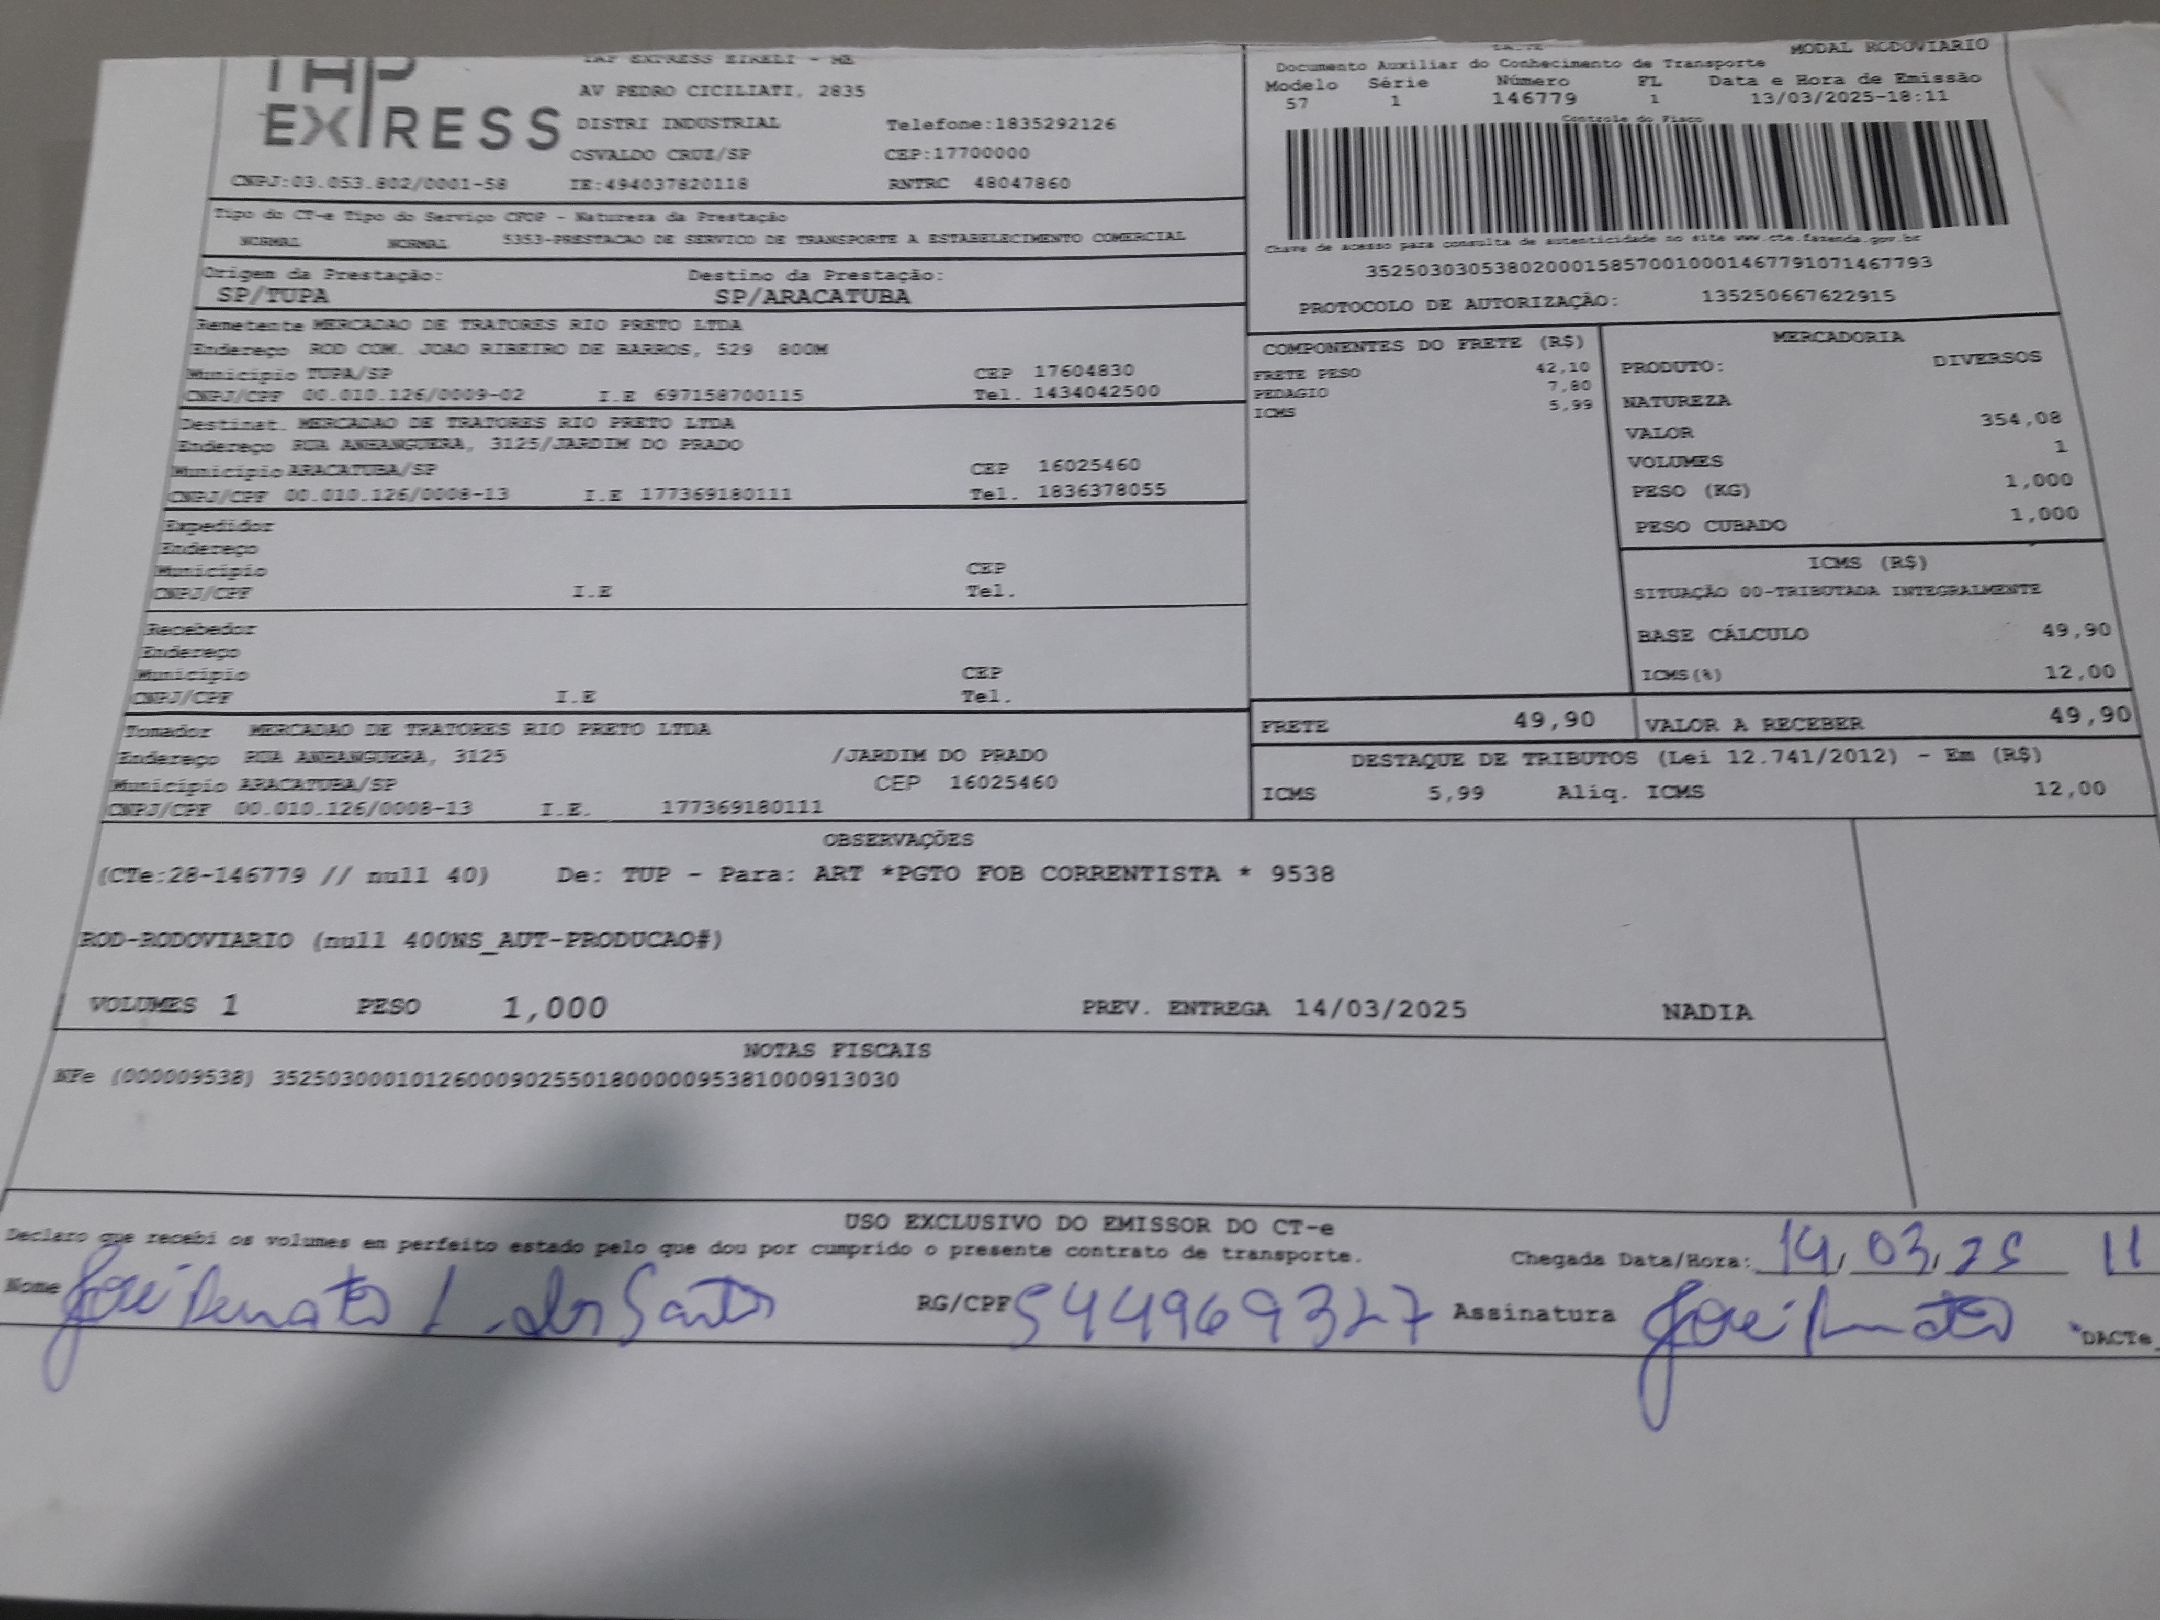 THP
EXPRESS
THP EXPRESS EIRELI - ME
AV PEDRO CICILIATI, 2835
DISTRI INDUSTRIAL Telefone:1835292126
OSVALDO CRUZ/SP CEP:17700000
CNPJ:03.053.802/0001-58 IE:494037820118 RNTRC 48047860
MODAL RODOVIARIO
Documento Auxiliar do Conhecimento de Transporte
Modelo Série Número FL Data e Hora de Emissão
57 1 146779 1 13/03/2025-18:11
Controle do Fisco
Chave de acesso para consulta de autenticidade no site www.cte.fazenda.gov.br
35250303053802000158570010001467791071467793
PROTOCOLO DE AUTORIZAÇÃO: 135250667622915
Tipo do CT-e Tipo do Serviço CFOP - Natureza da Prestação
NORMAL NORMAL 5353-PRESTACAO DE SERVICO DE TRANSPORTE A ESTABELECIMENTO COMERCIAL
Origem da Prestação: Destino da Prestação:
SP/TUPA SP/ARACATUBA
Remetente MERCADAO DE TRATORES RIO PRETO LTDA
Endereço ROD COM. JOAO RIBEIRO DE BARROS, 529 800M
Município TUPA/SP CEP 17604830
CNPJ/CPF 00.010.126/0009-02 I.E 697158700115 Tel. 1434042500
Destinat. MERCADAO DE TRATORES RIO PRETO LTDA
Endereço RUA ANHANGUERA, 3125/JARDIM DO PRADO
Município ARACATUBA/SP CEP 16025460
CNPJ/CPF 00.010.126/0008-13 I.E 177369180111 Tel. 1836378055
Expedidor
Endereço
Município CEP
CNPJ/CPF I.E Tel.
Recebedor
Endereço
Município CEP
CNPJ/CPF I.E Tel.
Tomador MERCADAO DE TRATORES RIO PRETO LTDA
Endereço RUA ANHANGUERA, 3125 /JARDIM DO PRADO
Município ARACATUBA/SP CEP 16025460
CNPJ/CPF 00.010.126/0008-13 I.E. 177369180111
COMPONENTES DO FRETE (R$)
FRETE PESO 42,10
PEDAGIO 7,80
ICMS 5,99
MERCADORIA
PRODUTO: DIVERSOS
NATUREZA
VALOR 354,08
VOLUMES 1
PESO (KG) 1,000
PESO CUBADO 1,000
ICMS (R$)
SITUAÇÃO 00-TRIBUTADA INTEGRALMENTE
BASE CÁLCULO 49,90
ICMS(%) 12,00
FRETE 49,90 VALOR A RECEBER 49,90
DESTAQUE DE TRIBUTOS (Lei 12.741/2012) - Em (R$)
ICMS 5,99 Aliq. ICMS 12,00
OBSERVAÇÕES
(CTe:28-146779 // null 40) De: TUP - Para: ART *PGTO FOB CORRENTISTA * 9538
ROD-RODOVIARIO (null 400NS_AUT-PRODUCAO#)
VOLUMES 1 PESO 1,000 PREV. ENTREGA 14/03/2025 NADIA
NOTAS FISCAIS
NFe (000009538) 35250300010126000902550180000095381000913030
USO EXCLUSIVO DO EMISSOR DO CT-e
Declaro que recebi os volumes em perfeito estado pelo que dou por cumprido o presente contrato de transporte. Chegada Data/Hora: 14/03/25 11
Nome José Renato L. dos Santos RG/CPF 544969327 Assinatura José Renato *DACTe